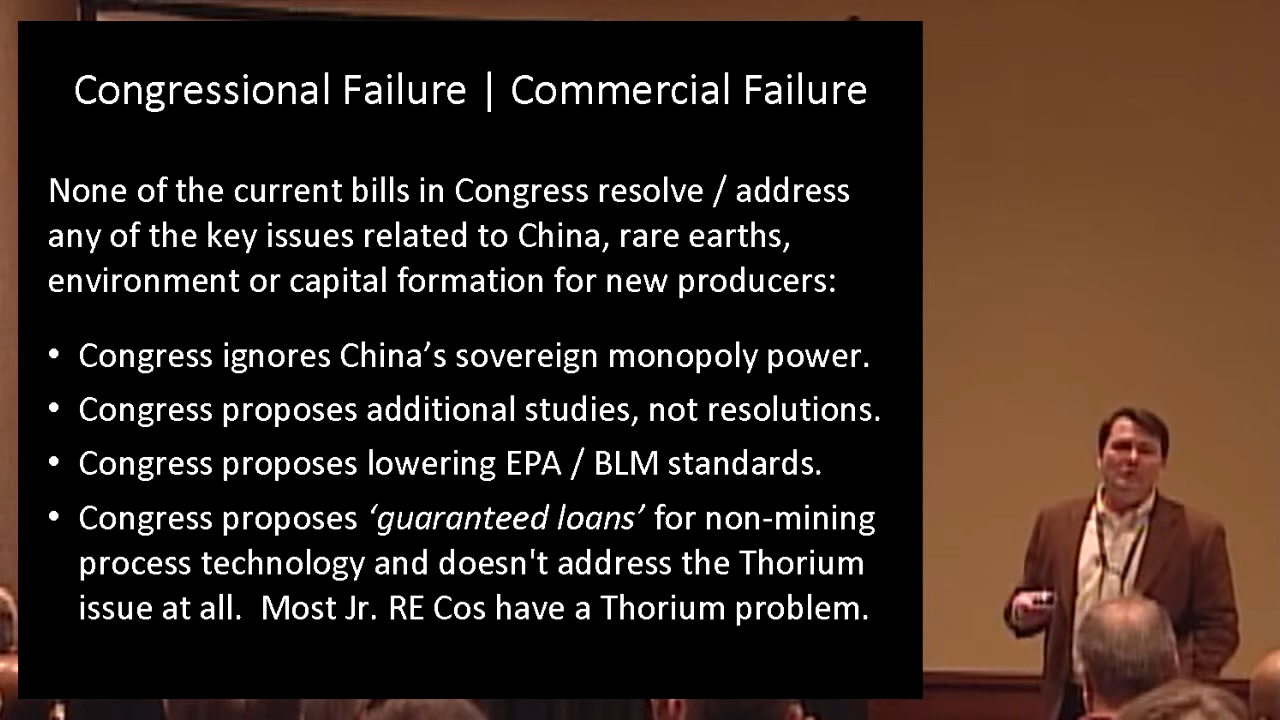 Congressional Failure | Commercial Failure
None of the current bills in Congress resolve / address
any of the key issues related to China, rare earths,
environment or capital formation for new producers:
• Congress ignores China’s sovereign monopoly power.
• Congress proposes additional studies, not resolutions.
• Congress proposes lowering EPA / BLM standards.
• Congress proposes ‘guaranteed loans’ for non-mining
process technology and doesn't address the Thorium
issue at all.  Most Jr. RE Cos have a Thorium problem.